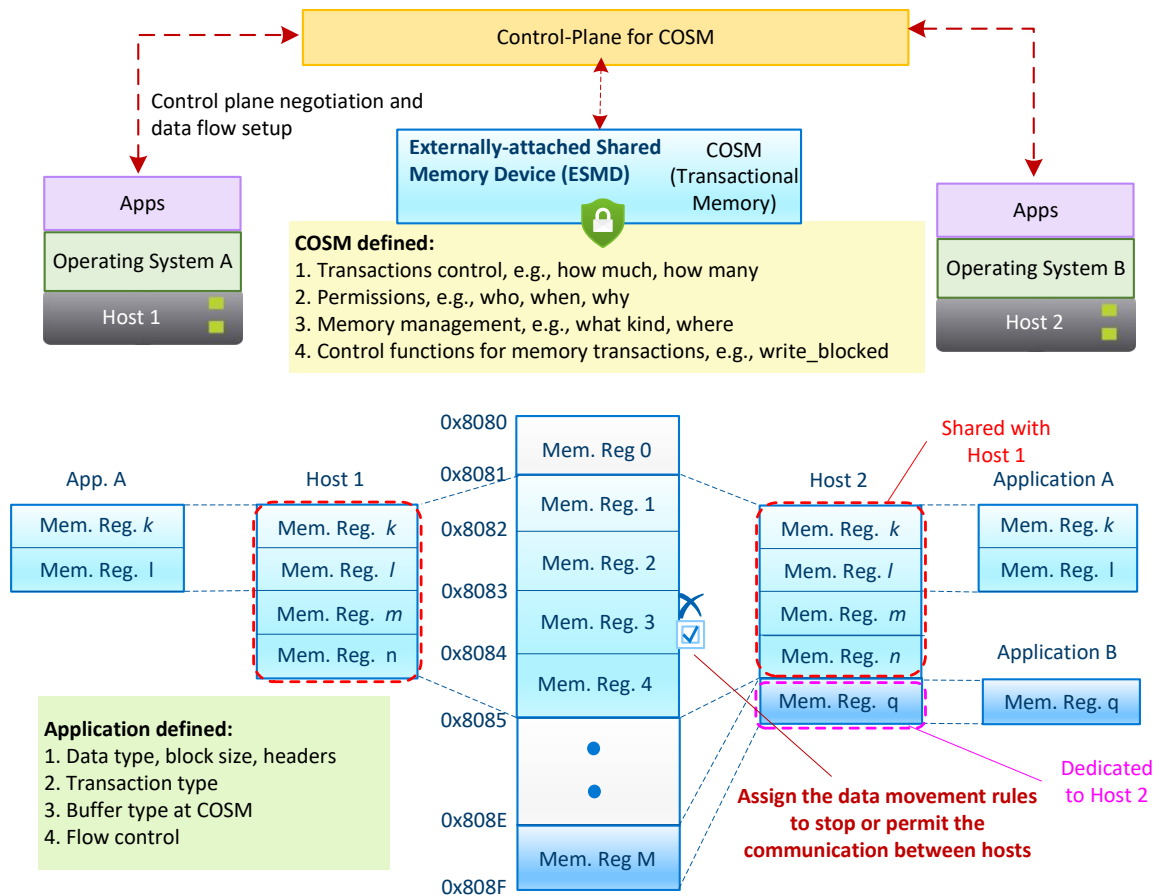 Control-Plane for COSM
Control plane negotiation and
data flow setup
Externally-attached Shared
Memory Device (ESMD)
COSM
(Transactional
Memory)
Apps
Operating System A
Host 1
Apps
Operating System B
Host 2
COSM defined:
1. Transactions control, e.g., how much, how many
2. Permissions, e.g., who, when, why
3. Memory management, e.g., what kind, where
4. Control functions for memory transactions, e.g., write_blocked
App. A
Mem. Reg. k
Mem. Reg. l
Host 1
Mem. Reg. k
Mem. Reg. l
Mem. Reg. m
Mem. Reg. n
0x8080
Mem. Reg 0
0x8081
Mem. Reg. 1
0x8082
Mem. Reg. 2
0x8083
Mem. Reg. 3
0x8084
Mem. Reg. 4
0x8085
0x808E
Mem. Reg M
0x808F
Shared with
Host 1
Host 2
Mem. Reg. k
Mem. Reg. l
Mem. Reg. m
Mem. Reg. n
Mem. Reg. q
Application A
Mem. Reg. k
Mem. Reg. l
Application B
Mem. Reg. q
Dedicated
to Host 2
Assign the data movement rules
to stop or permit the
communication between hosts
Application defined:
1. Data type, block size, headers
2. Transaction type
3. Buffer type at COSM
4. Flow control